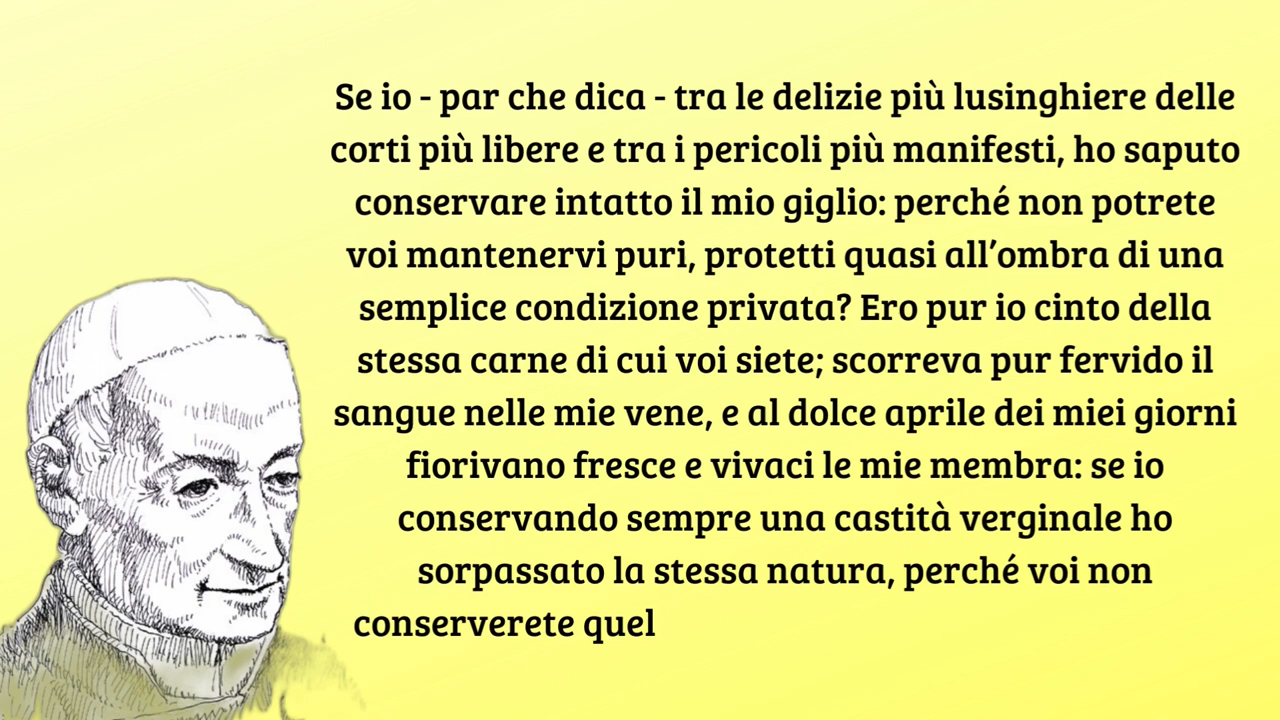 Se io - par che dica - tra le delizie più lusinghiere delle
corti più libere e tra i pericoli più manifesti, ho saputo
conservare intatto il mio giglio: perché non potrete
voi mantenervi puri, protetti quasi all’ombra di una
semplice condizione privata? Ero pur io cinto della
stessa carne di cui voi siete; scorreva pur fervido il
sangue nelle mie vene, e al dolce aprile dei miei giorni
fiorivano fresce e vivaci le mie membra: se io
conservando sempre una castità verginale ho
sorpassato la stessa natura, perché voi non
conserverete quel